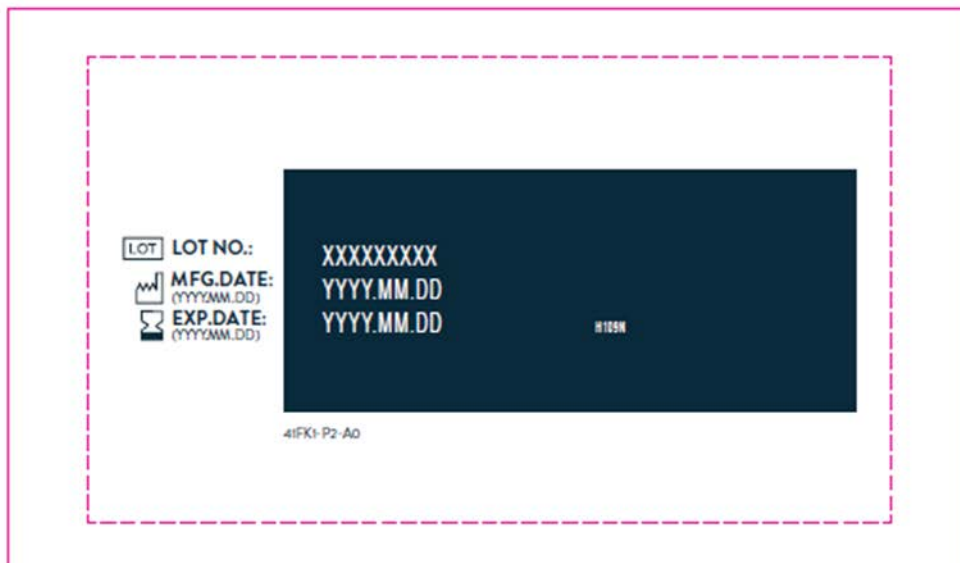 LOT LOT NO.: XXXXXXXXX
MFG.DATE: YYYY.MM.DD
(YYYY.MM.DD)
EXP.DATE: YYYY.MM.DD
(YYYY.MM.DD)
H109N
41FK1-P2-A0